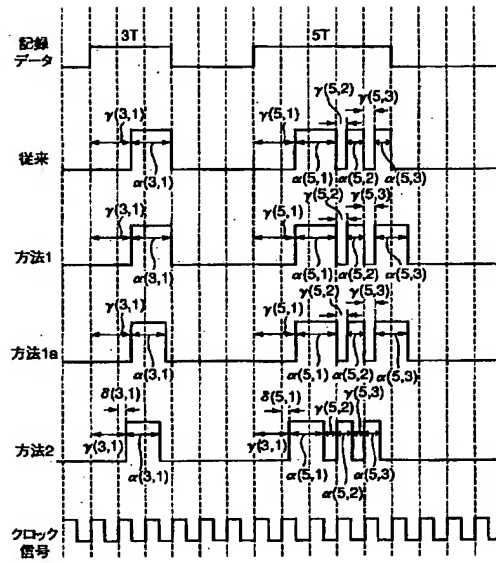 記録
データ
3T
5T
従来
γ(3,1)
α(3,1)
γ(5,1)
γ(5,2)
γ(5,3)
α(5,1)
α(5,2)
α(5,3)
方法1
γ(3,1)
α(3,1)
γ(5,1)
γ(5,2)
γ(5,3)
α(5,1)
α(5,2)
α(5,3)
方法1a
γ(3,1)
α(3,1)
γ(5,1)
γ(5,2)
γ(5,3)
α(5,1)
α(5,2)
α(5,3)
方法2
δ(3,1)
γ(3,1)
α(3,1)
δ(5,1)
γ(3,1)
γ(5,2)
γ(5,3)
α(5,1)
α(5,2)
α(5,3)
クロック
信号